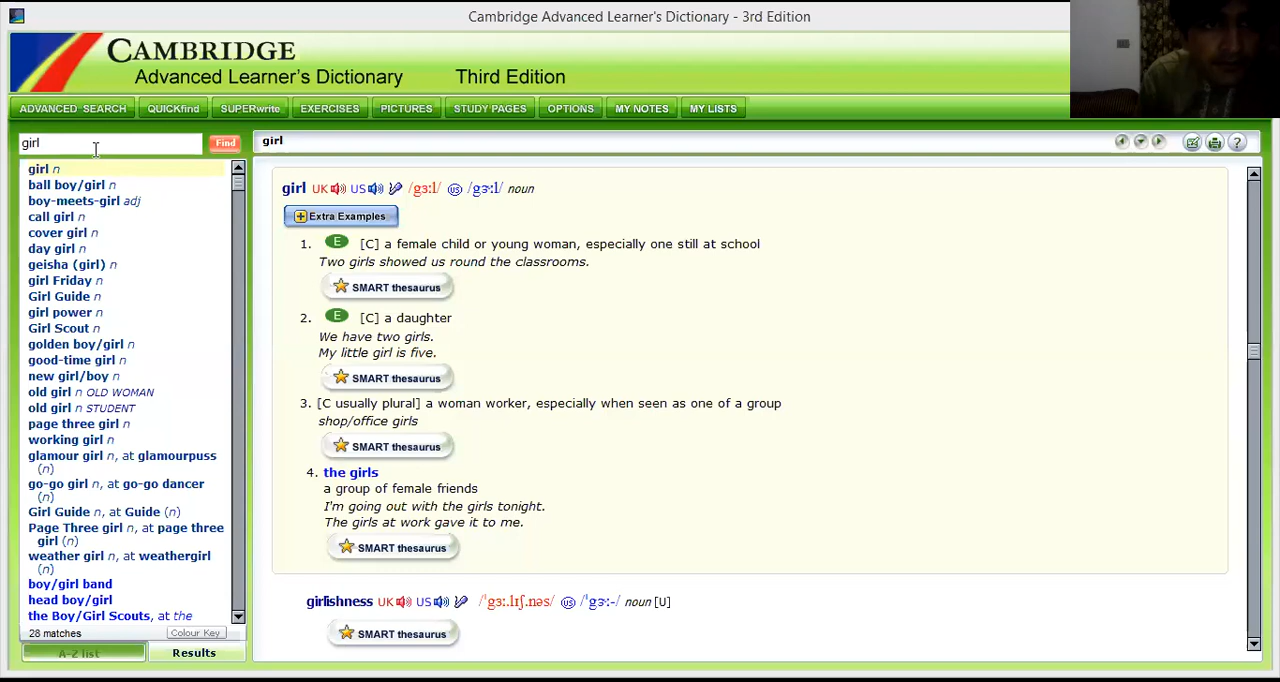 Cambridge Advanced Learner's Dictionary - 3rd Edition
CAMBRIDGE
Advanced Learner's Dictionary Third Edition
ADVANCED SEARCH QUICKfind SUPERwrite EXERCISES PICTURES STUDY PAGES OPTIONS MY NOTES MY LISTS
girl Find
girl n
ball boy/girl n
boy-meets-girl adj
call girl n
cover girl n
day girl n
geisha (girl) n
girl Friday n
Girl Guide n
girl power n
Girl Scout n
golden boy/girl n
good-time girl n
new girl/boy n
old girl n OLD WOMAN
old girl n STUDENT
page three girl n
working girl n
glamour girl n, at glamourpuss
(n)
go-go girl n, at go-go dancer
(n)
Girl Guide n, at Guide (n)
Page Three girl n, at page three
girl (n)
weather girl n, at weathergirl
(n)
boy/girl band
head boy/girl
the Boy/Girl Scouts, at the
28 matches Colour Key
A-Z list Results
girl ?
girl UK US /gɜːl/ US /gɝːl/ noun
+ Extra Examples
1. E [C] a female child or young woman, especially one still at school
Two girls showed us round the classrooms.
SMART thesaurus
2. E [C] a daughter
We have two girls.
My little girl is five.
SMART thesaurus
3. [C usually plural] a woman worker, especially when seen as one of a group
shop/office girls
SMART thesaurus
4. the girls
a group of female friends
I'm going out with the girls tonight.
The girls at work gave it to me.
SMART thesaurus
girlishness UK US /ˈgɜː.lɪʃ.nəs/ US /ˈgɝː-/ noun [U]
SMART thesaurus